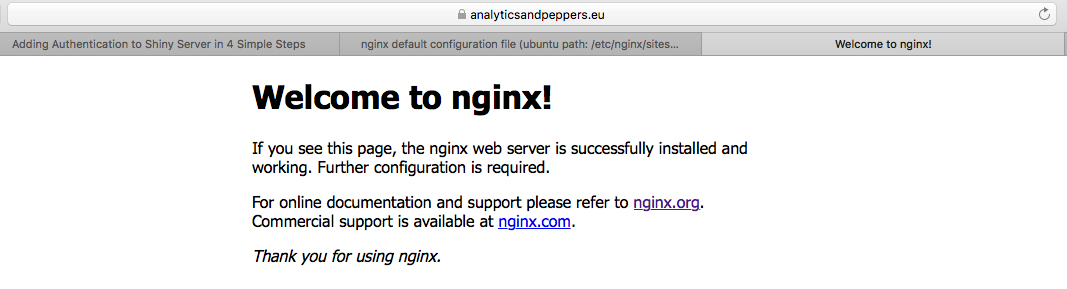 analyticsandpeppers.eu
Adding Authentication to Shiny Server in 4 Simple Steps
nginx default configuration file (ubuntu path: /etc/nginx/sites...
Welcome to nginx!
Welcome to nginx!
If you see this page, the nginx web server is successfully installed and
working. Further configuration is required.
For online documentation and support please refer to nginx.org.
Commercial support is available at nginx.com.
Thank you for using nginx.